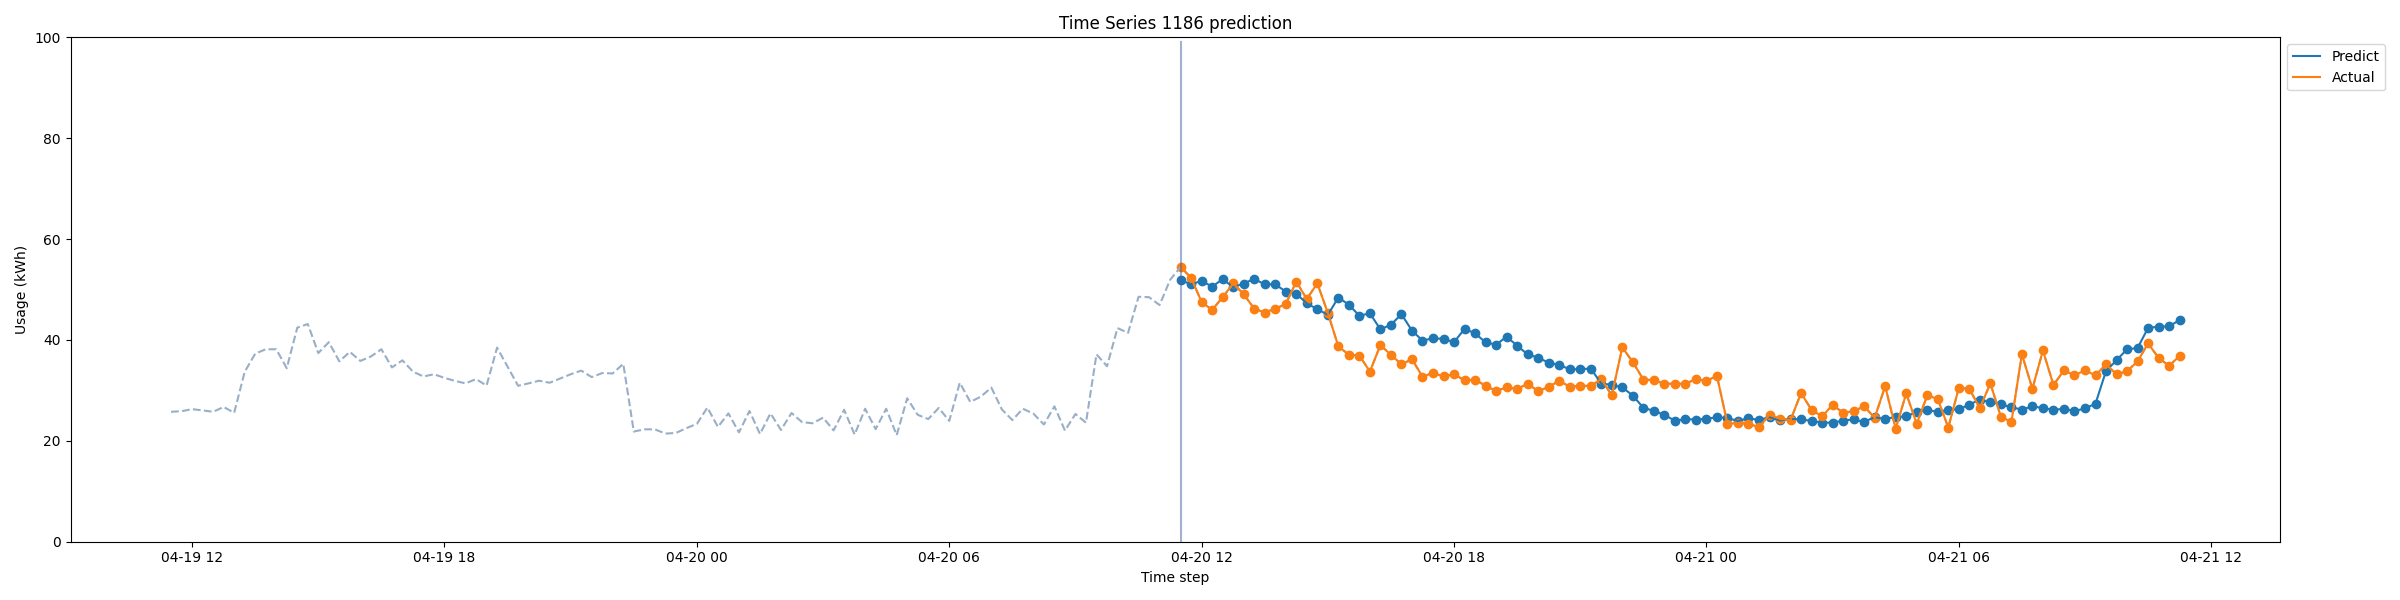 Time Series 1186 prediction
100
80
60
40
20
0
Usage (kWh)
04-19 12 04-19 18 04-20 00 04-20 06 04-20 12 04-20 18 04-21 00 04-21 06 04-21 12
Time step
Predict
Actual